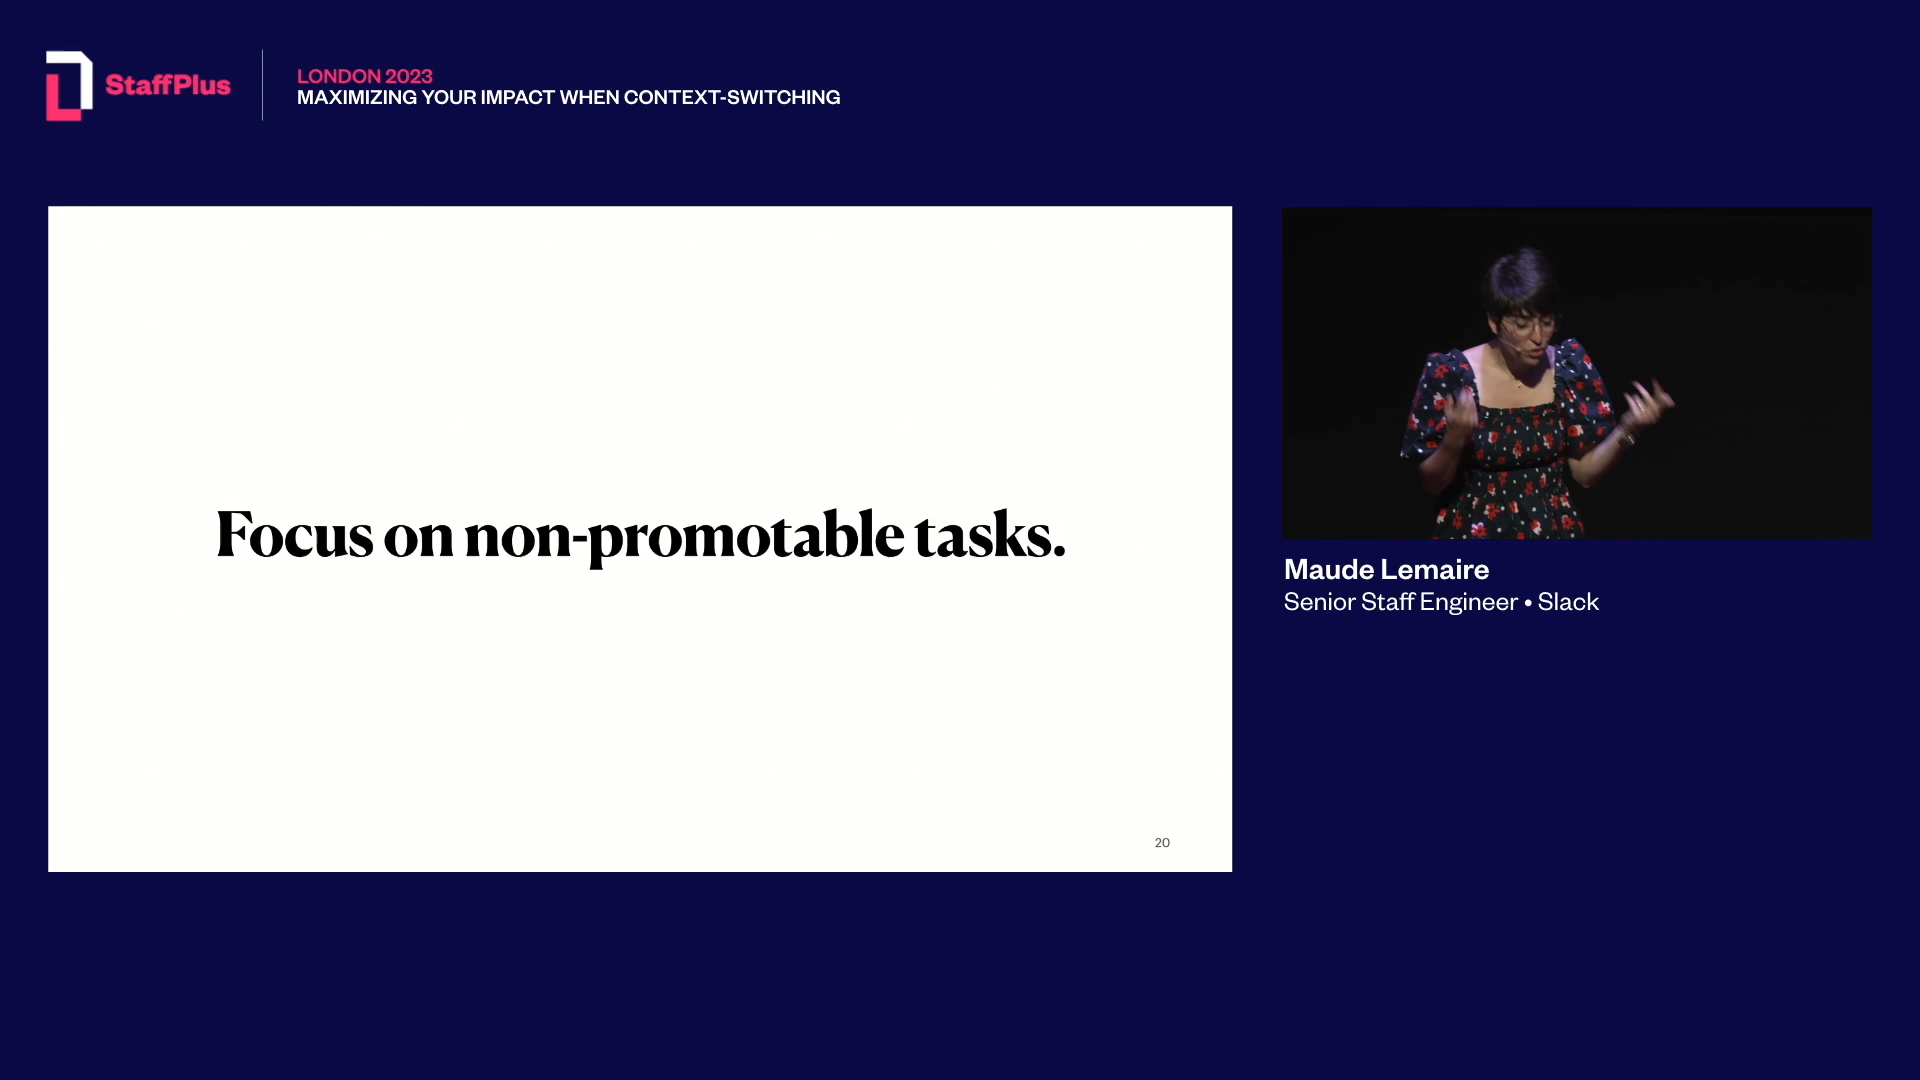 StaffPlus
LONDON 2023
MAXIMIZING YOUR IMPACT WHEN CONTEXT-SWITCHING
Focus on non-promotable tasks.
20
Maude Lemaire
Senior Staff Engineer • Slack